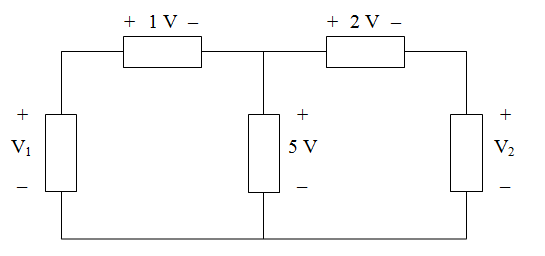 + 1 V – + 2 V –
+ + +
V₁ 5 V V₂
– – –